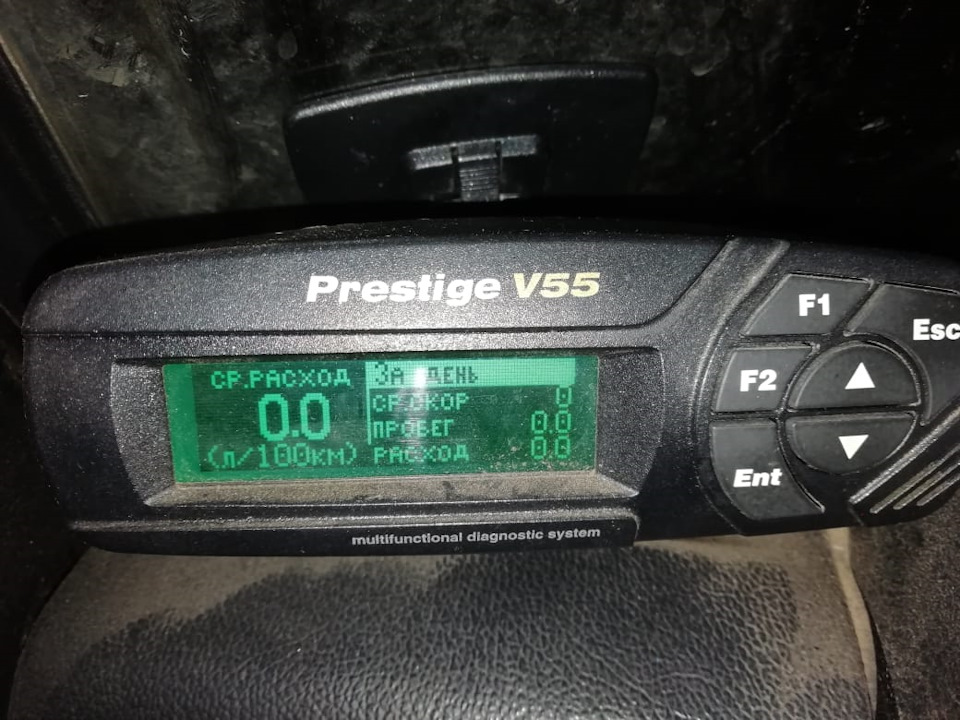 Prestige V55
СР.РАСХОД
0.0
(л/100км)
За день
СР.СКОР 0
ПРОБЕГ 0.0
РАСХОД 0.0
F1
Esc
F2
Ent
multifunctional diagnostic system